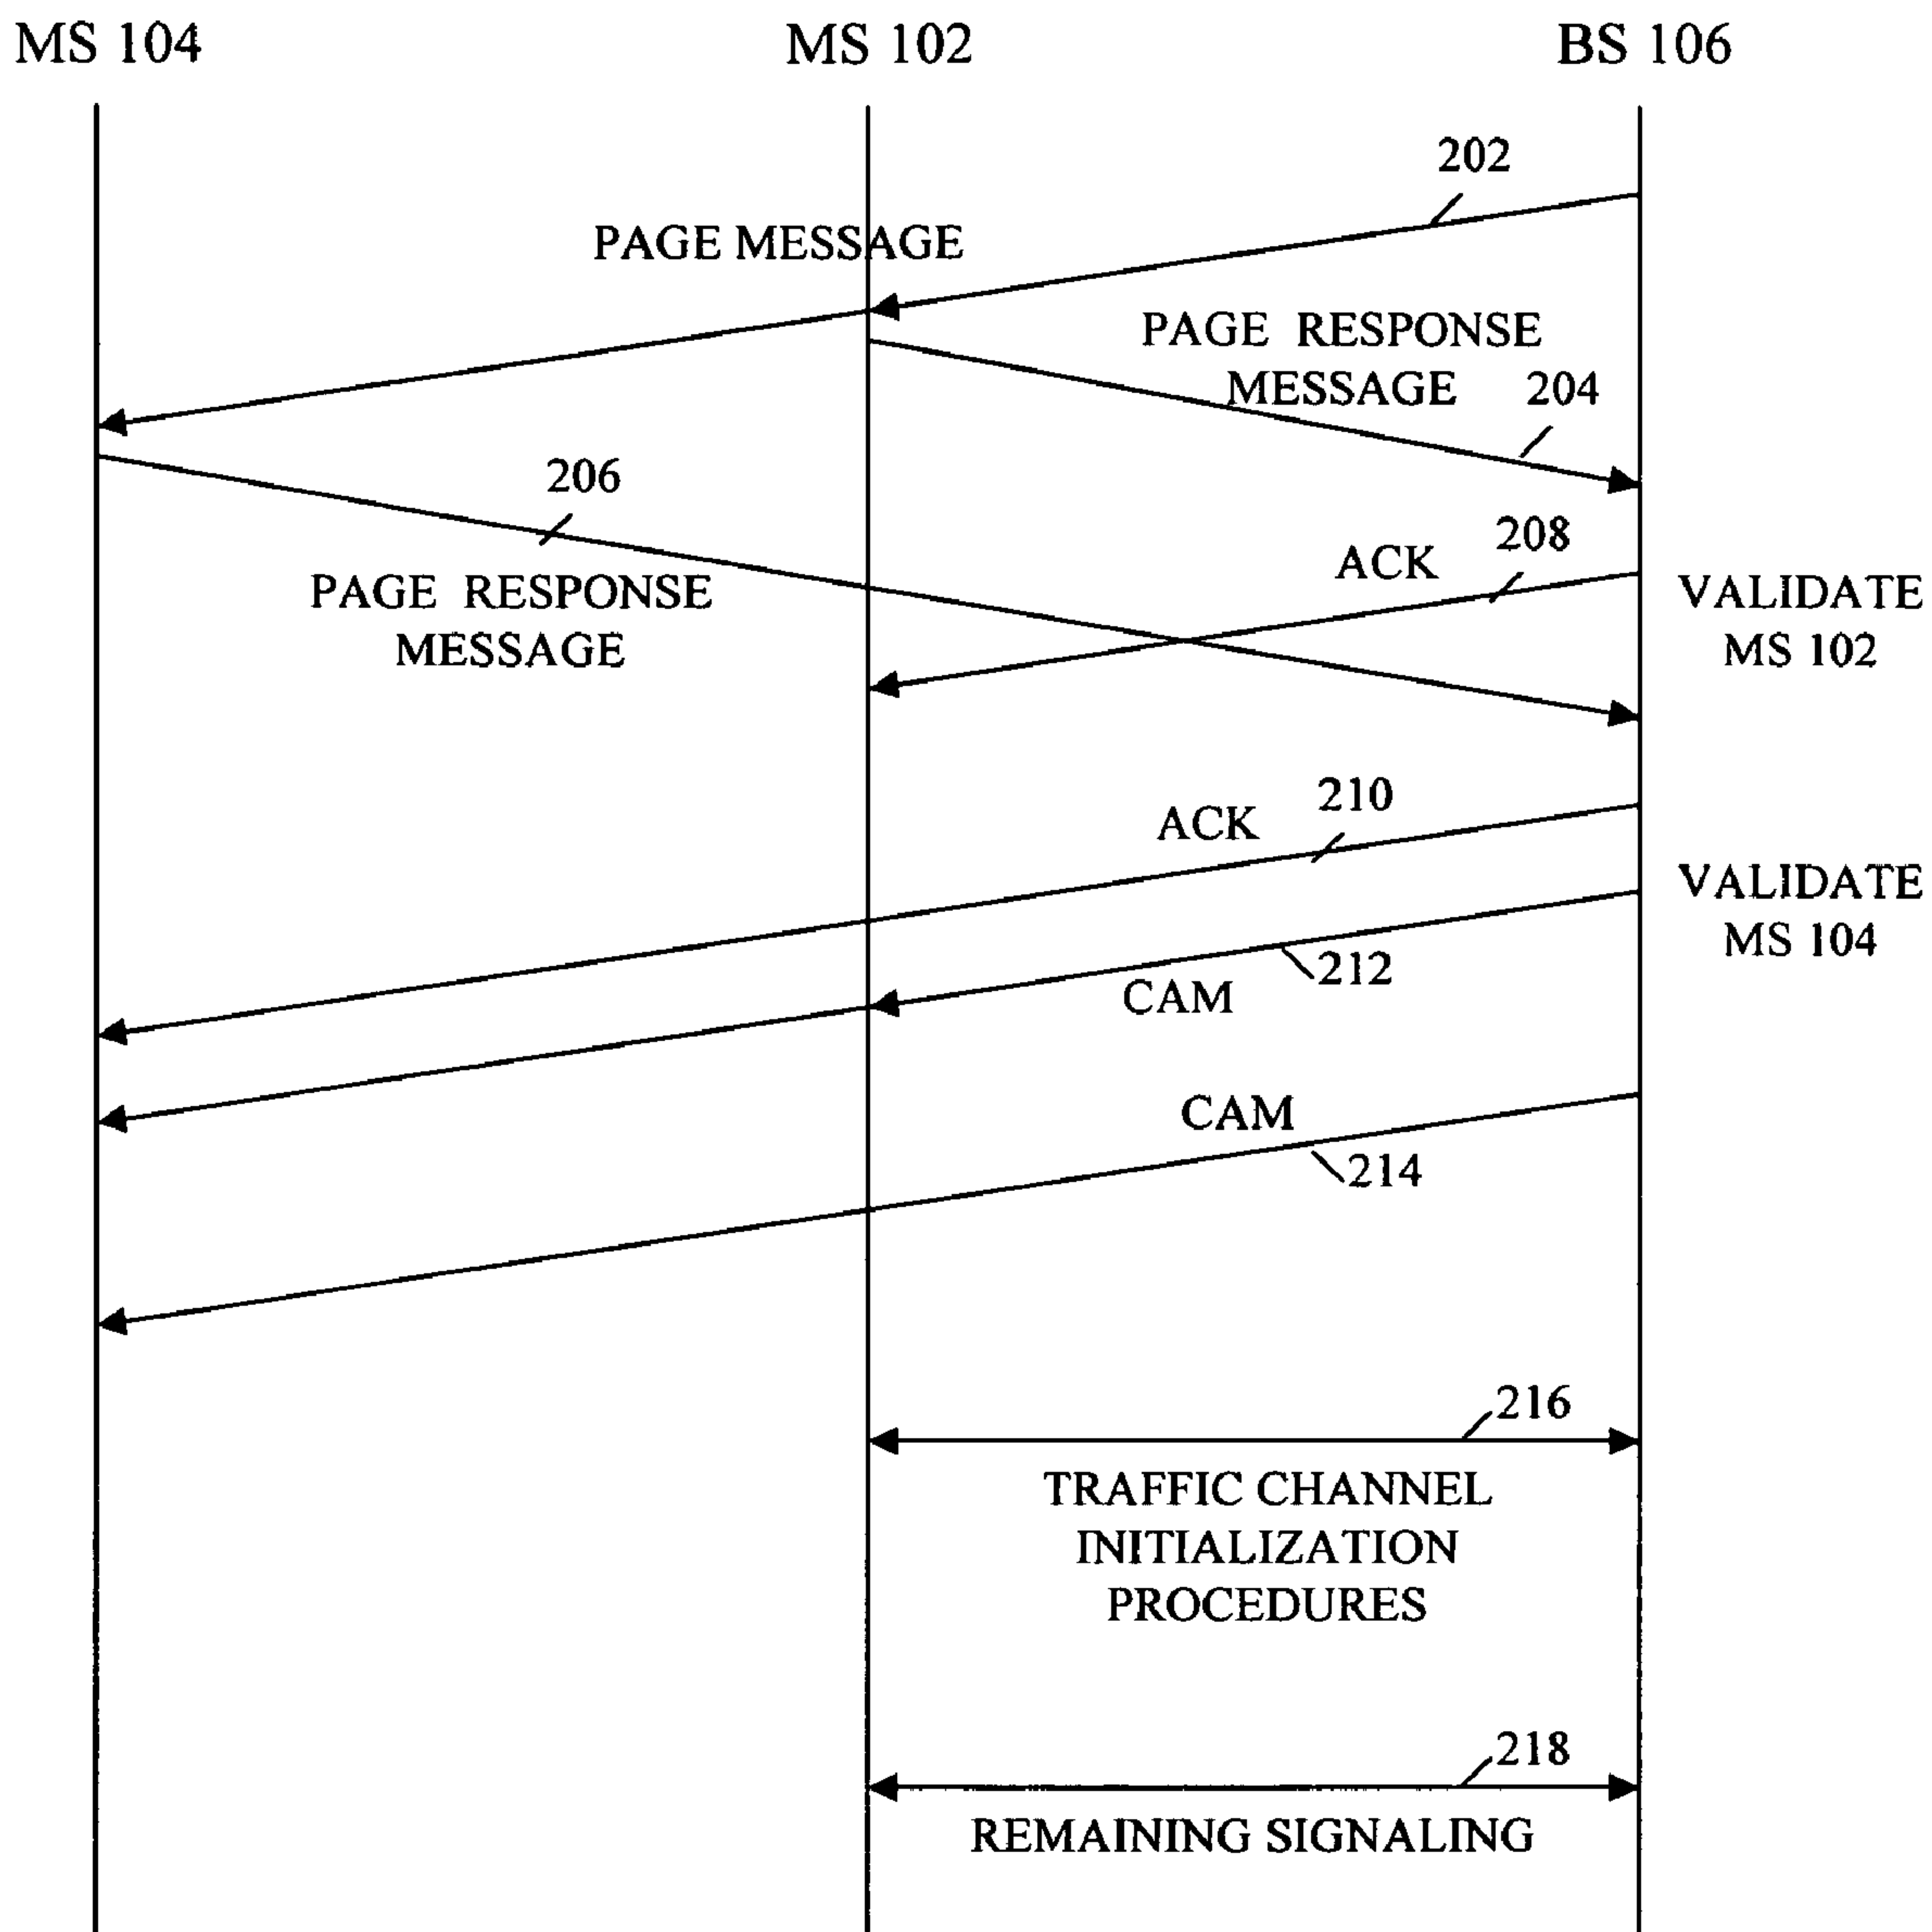 MS 104
MS 102
BS 106
202
PAGE MESSAGE
PAGE RESPONSE
MESSAGE
204
206
PAGE RESPONSE
MESSAGE
208
ACK
VALIDATE
MS 102
210
ACK
VALIDATE
MS 104
212
CAM
CAM
214
216
TRAFFIC CHANNEL
INITIALIZATION
PROCEDURES
218
REMAINING SIGNALING